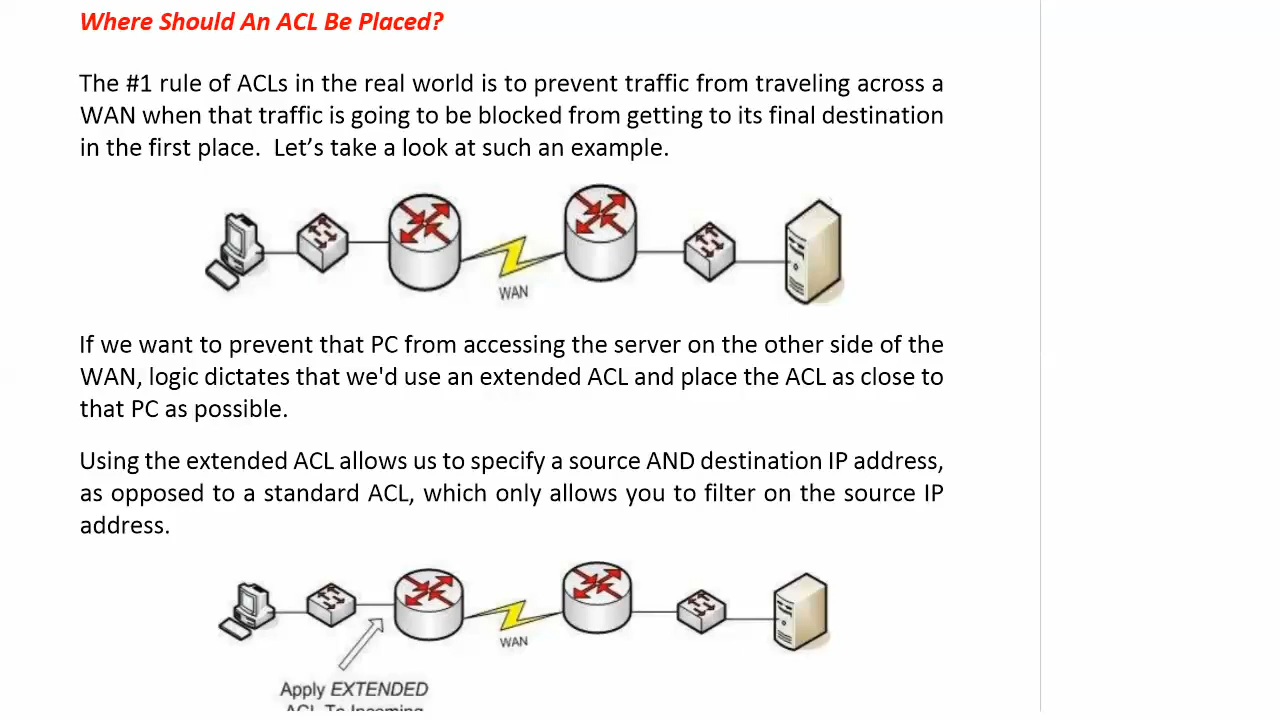 Where Should An ACL Be Placed?
The #1 rule of ACLs in the real world is to prevent traffic from traveling across a
WAN when that traffic is going to be blocked from getting to its final destination
in the first place.  Let’s take a look at such an example.
WAN
If we want to prevent that PC from accessing the server on the other side of the
WAN, logic dictates that we'd use an extended ACL and place the ACL as close to
that PC as possible.
Using the extended ACL allows us to specify a source AND destination IP address,
as opposed to a standard ACL, which only allows you to filter on the source IP
address.
WAN
Apply EXTENDED
ACL To Incoming